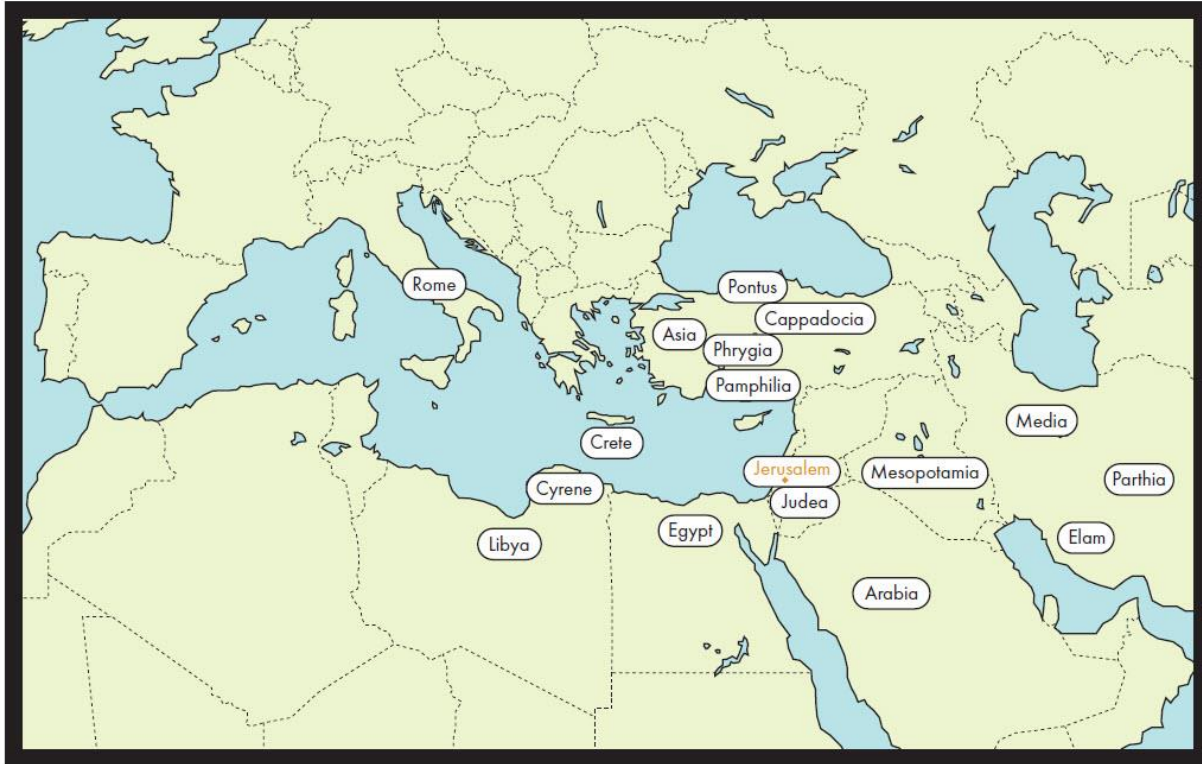 Rome
Pontus
Cappadocia
Asia
Phrygia
Pamphilia
Media
Crete
Jerusalem
Mesopotamia
Parthia
Cyrene
Judea
Egypt
Elam
Libya
Arabia